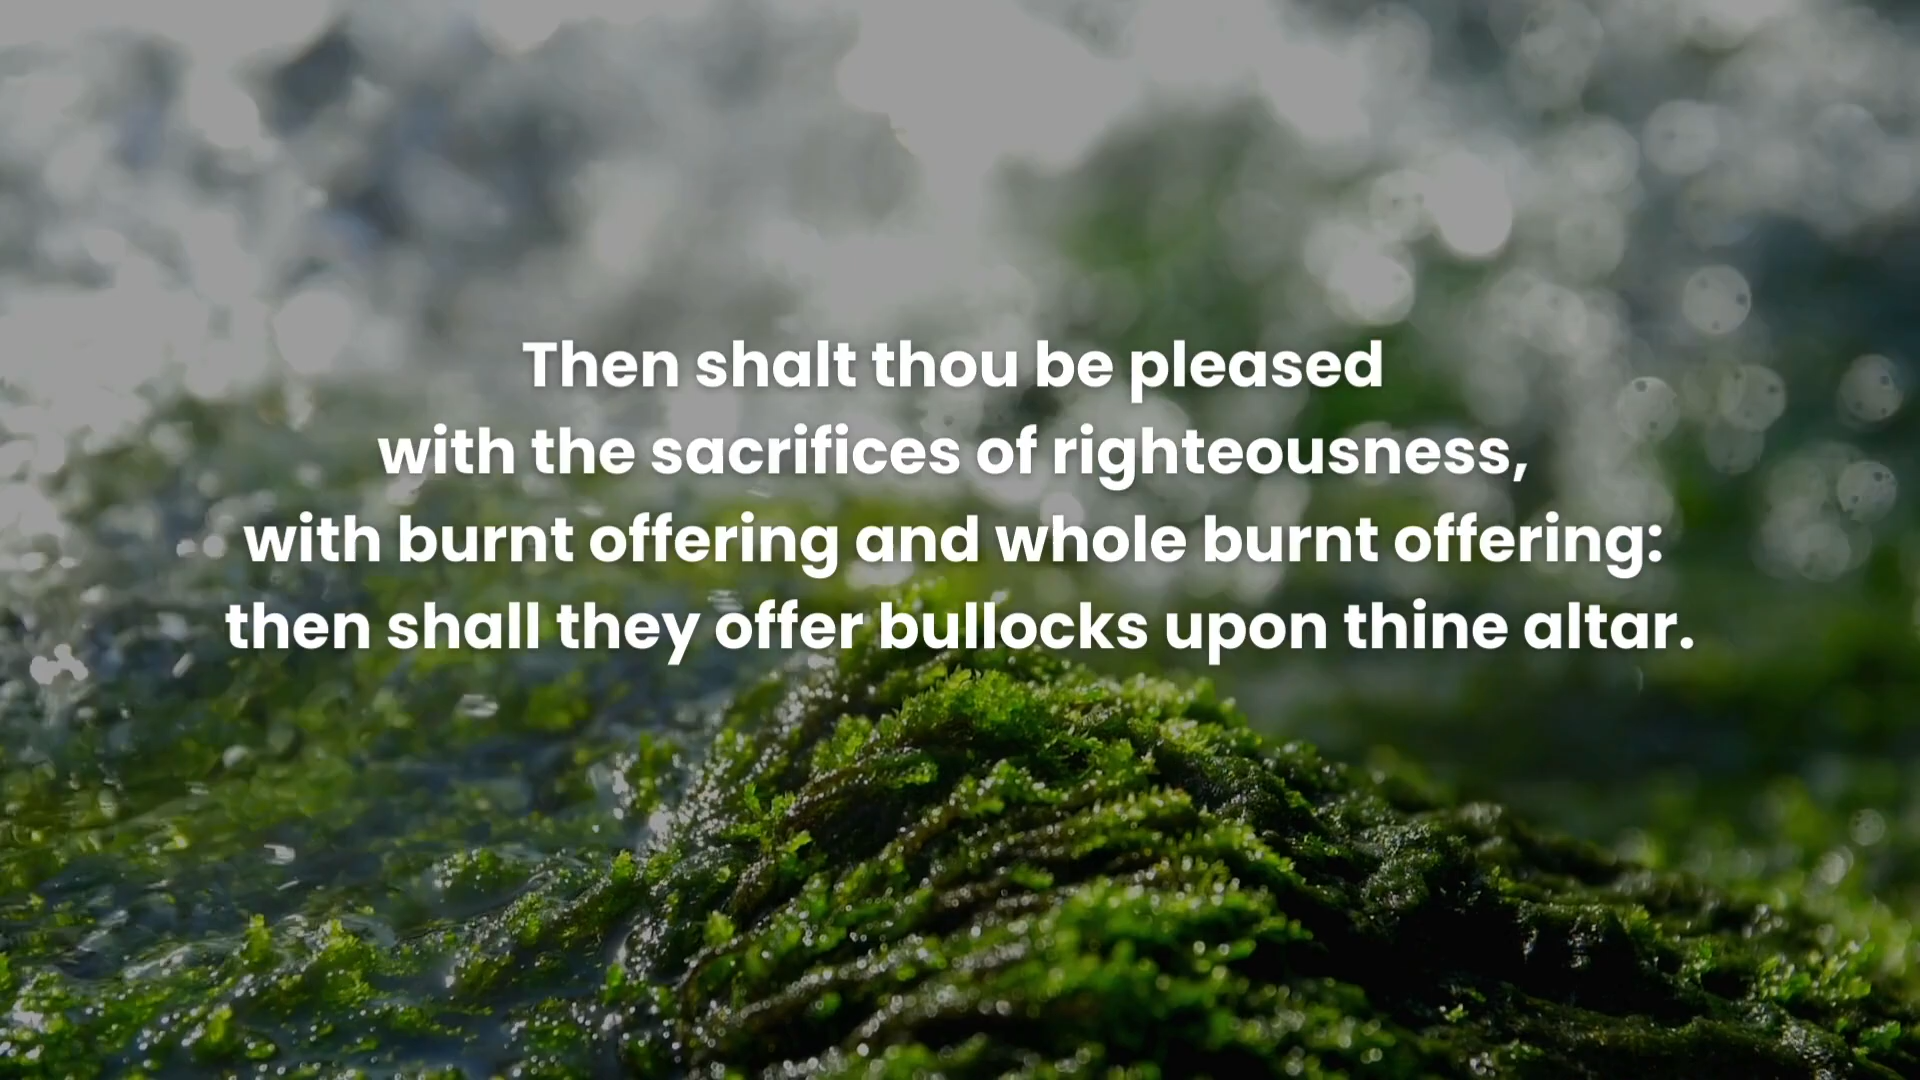 Then shalt thou be pleased
with the sacrifices of righteousness,
with burnt offering and whole burnt offering:
then shall they offer bullocks upon thine altar.